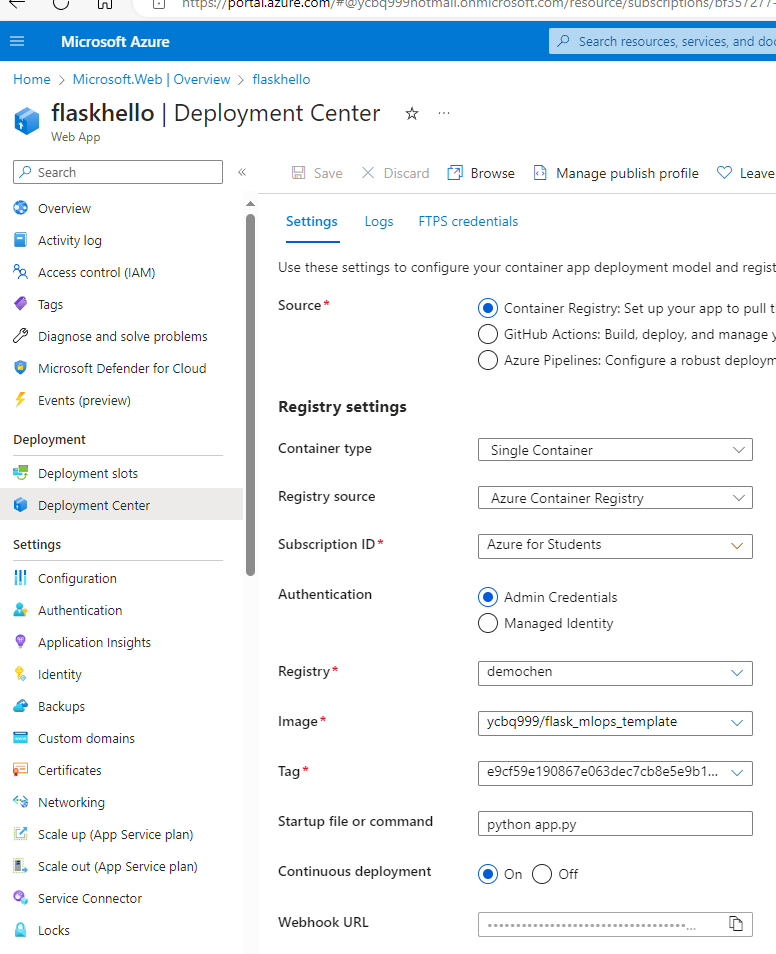 https://portal.azure.com/#@ycbq999hotmail.onmicrosoft.com/resource/subscriptions/bf357277-
Microsoft Azure
Search resources, services, and doc
Home > Microsoft.Web | Overview > flaskhello
flaskhello | Deployment Center
Web App
Search
Save Discard Browse Manage publish profile Leave
Overview
Activity log
Access control (IAM)
Tags
Diagnose and solve problems
Microsoft Defender for Cloud
Events (preview)
Deployment
Deployment slots
Deployment Center
Settings
Configuration
Authentication
Application Insights
Identity
Backups
Custom domains
Certificates
Networking
Scale up (App Service plan)
Scale out (App Service plan)
Service Connector
Locks
Settings Logs FTPS credentials
Use these settings to configure your container app deployment model and regist
Source*
Container Registry: Set up your app to pull t
GitHub Actions: Build, deploy, and manage y
Azure Pipelines: Configure a robust deploym
Registry settings
Container type Single Container
Registry source Azure Container Registry
Subscription ID* Azure for Students
Authentication Admin Credentials
Managed Identity
Registry* demochen
Image* ycbq999/flask_mlops_template
Tag* e9cf59e190867e063dec7cb8e5e9b1...
Startup file or command python app.py
Continuous deployment On Off
Webhook URL